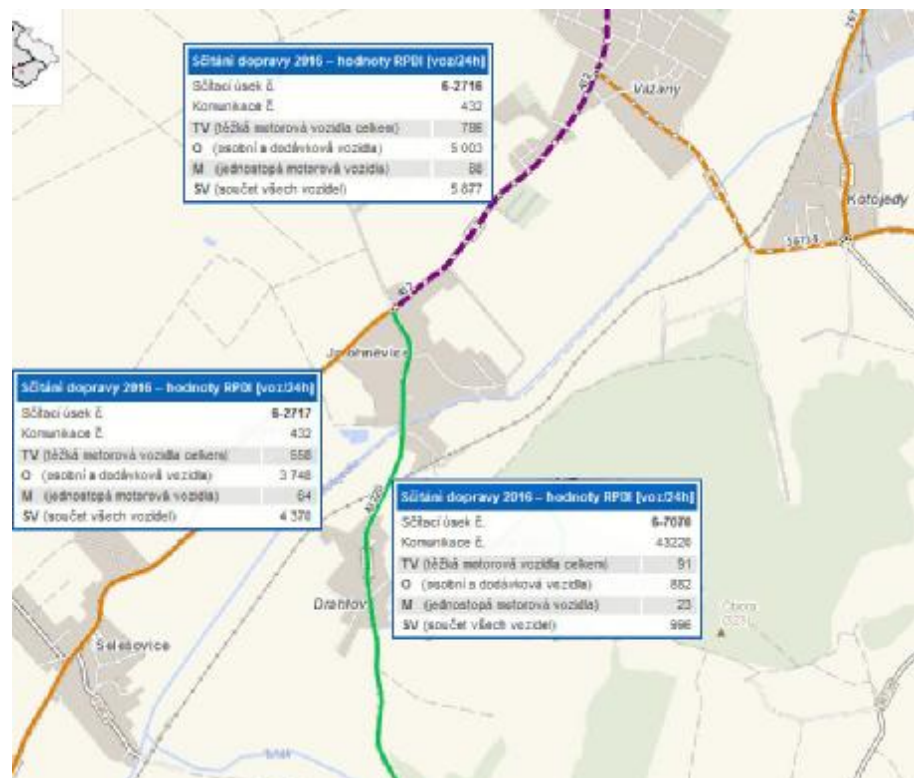 Sčítání dopravy 2016 – hodnoty RPDI [voz/24h]
Sčítací úsek č. 6-2716
Komunikace č. 432
TV (těžká motorová vozidla celkem) 786
O (osobní a dodávková vozidla) 5 003
M (jednostopá motorová vozidla) 88
SV (součet všech vozidel) 5 877
Vážany
Kotojedy
36735
432
Jarohněvice
Sčítání dopravy 2016 – hodnoty RPDI [voz/24h]
Sčítací úsek č. 6-2717
Komunikace č. 432
TV (těžká motorová vozidla celkem) 558
O (osobní a dodávková vozidla) 3 748
M (jednostopá motorová vozidla) 64
SV (součet všech vozidel) 4 370
Sčítání dopravy 2016 – hodnoty RPDI [voz/24h]
Sčítací úsek č. 6-7070
Komunikace č. 43220
TV (těžká motorová vozidla celkem) 91
O (osobní a dodávková vozidla) 882
M (jednostopá motorová vozidla) 23
SV (součet všech vozidel) 996
Drahlov
Obora
Selešovice